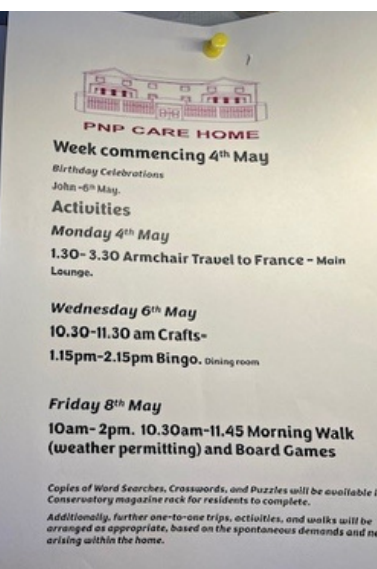 PNP CARE HOME
Week commencing 4th May
Birthday Celebrations
John -6th May.
Activities
Monday 4th May
1.30- 3.30 Armchair Travel to France - Main
Lounge.
Wednesday 6th May
10.30-11.30 am Crafts-
1.15pm-2.15pm Bingo. Dining room
Friday 8th May
10am- 2pm. 10.30am-11.45 Morning Walk
(weather permitting) and Board Games
Copies of Word Searches, Crosswords, and Puzzles will be available
Conservatory magazine rack for residents to complete.
Additionally, further one-to-one trips, activities, and walks will be
arranged as appropriate, based on the spontaneous demands and
arising within the home.